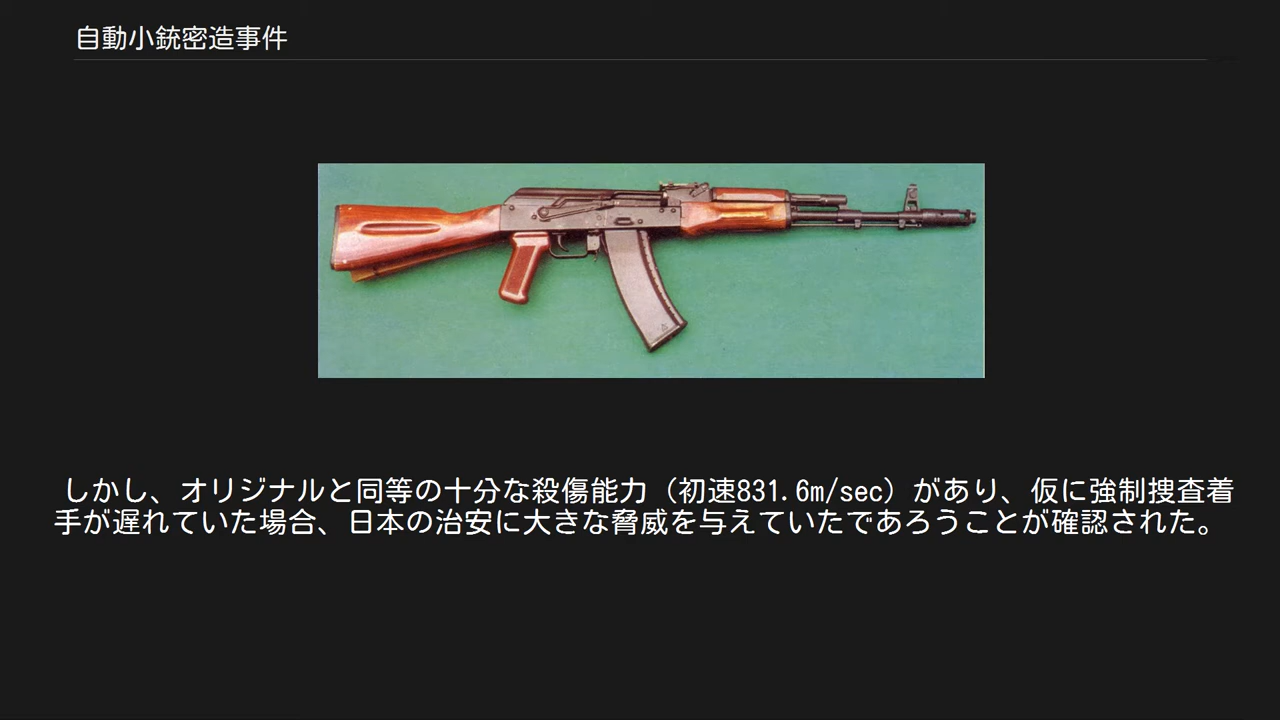 自動小銃密造事件
しかし、オリジナルと同等の十分な殺傷能力（初速831.6m/sec）があり、仮に強制捜査着
手が遅れていた場合、日本の治安に大きな脅威を与えていたであろうことが確認された。